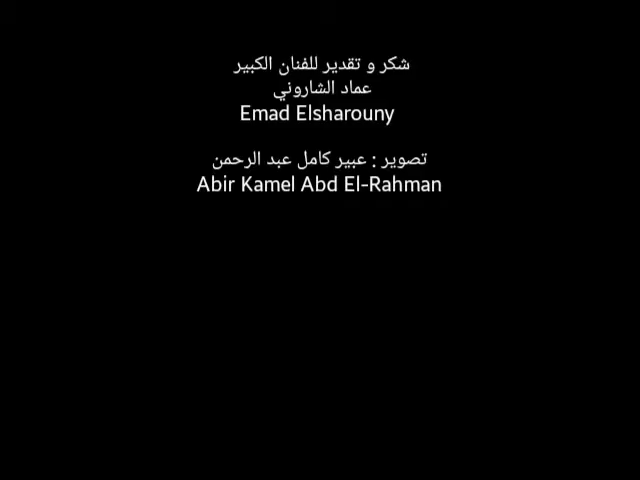 شكر و تقدير للفنان الكبير
عماد الشاروني
Emad Elsharouny
تصوير : عبير كامل عبد الرحمن
Abir Kamel Abd El-Rahman